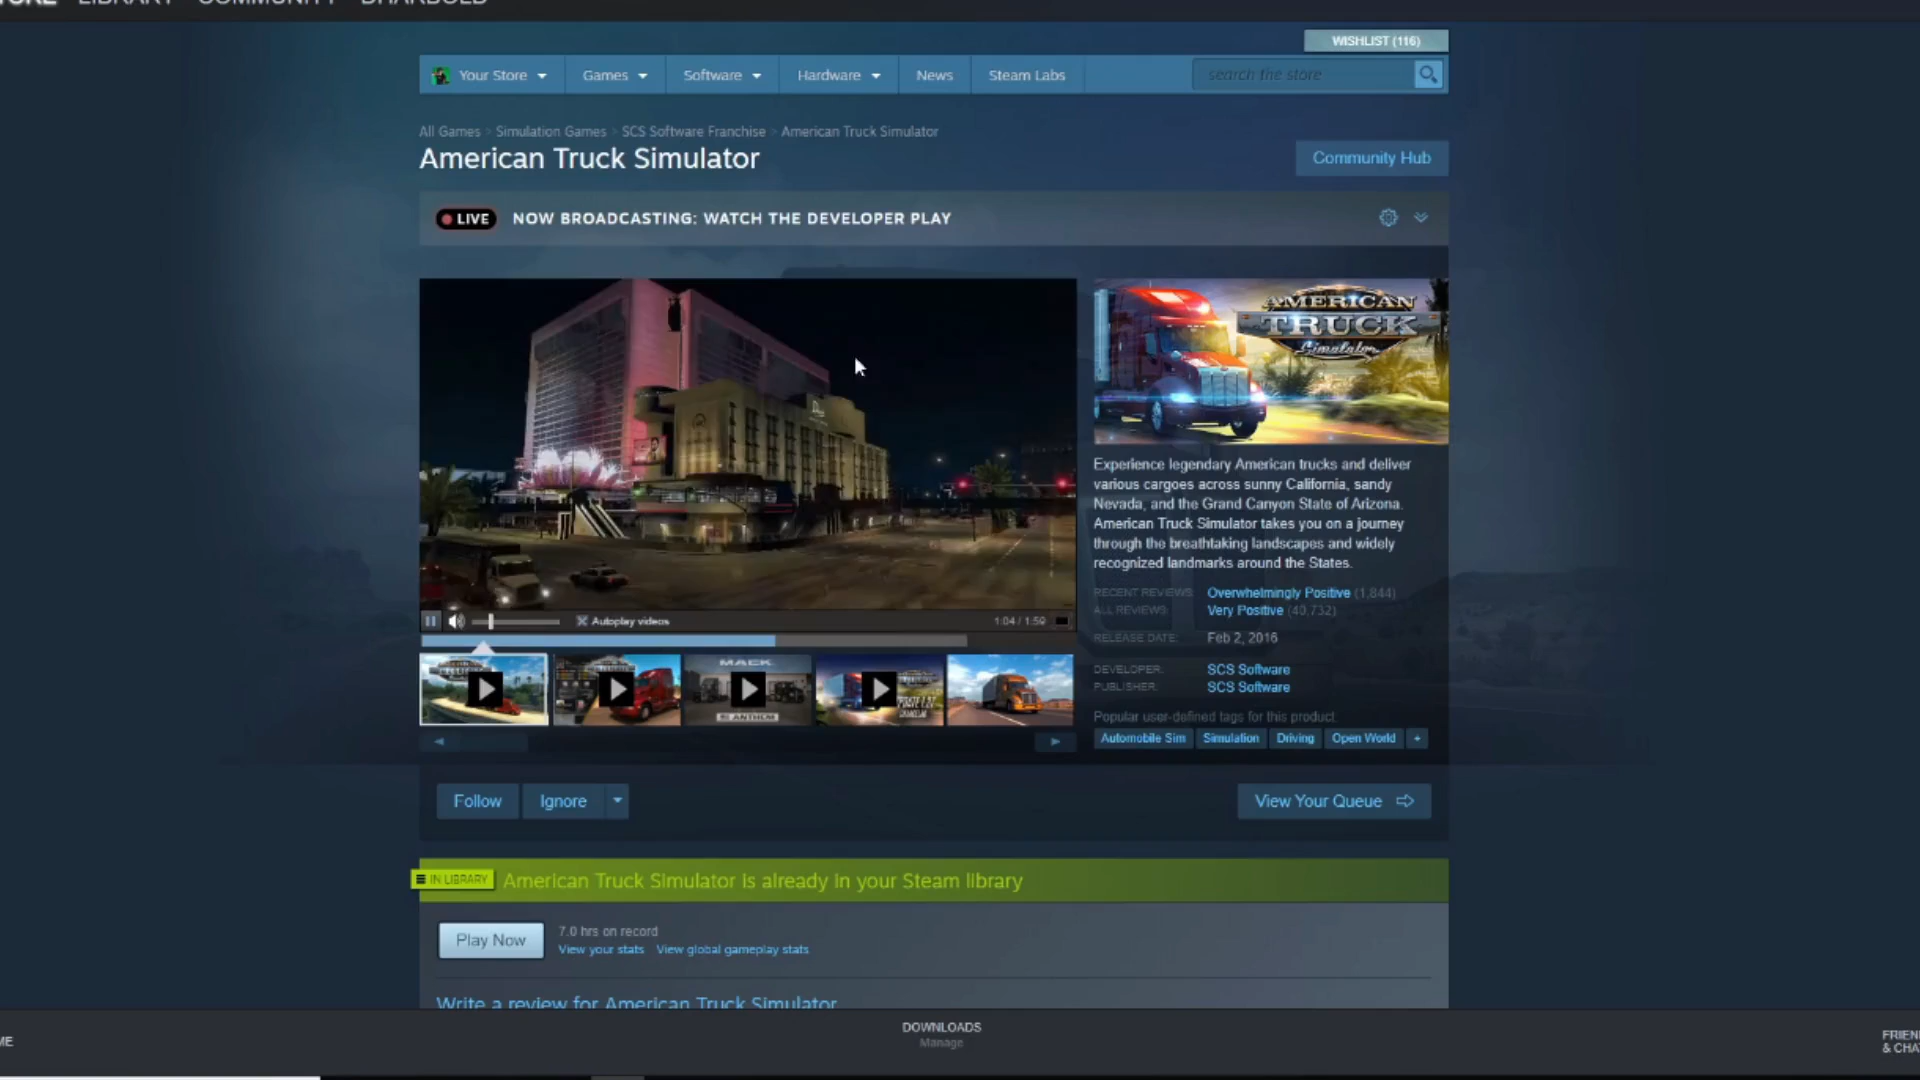 LIBRARY COMMUNITY DHARBOLD
WISHLIST (116)
Your Store Games Software Hardware News Steam Labs search the store
All Games > Simulation Games > SCS Software Franchise > American Truck Simulator
American Truck Simulator
Community Hub
LIVE NOW BROADCASTING: WATCH THE DEVELOPER PLAY
AMERICAN
TRUCK
Simulator
Experience legendary American trucks and deliver
various cargoes across sunny California, sandy
Nevada, and the Grand Canyon State of Arizona.
American Truck Simulator takes you on a journey
through the breathtaking landscapes and widely
recognized landmarks around the States.
RECENT REVIEWS: Overwhelmingly Positive (1,844)
ALL REVIEWS: Very Positive (40,732)
RELEASE DATE: Feb 2, 2016
DEVELOPER: SCS Software
PUBLISHER: SCS Software
Popular user-defined tags for this product:
Automobile Sim Simulation Driving Open World +
Autoplay videos 1:04 / 1:59
MACK
ANTHEM
Follow Ignore View Your Queue
IN LIBRARY American Truck Simulator is already in your Steam library
Play Now 7.0 hrs on record
View your stats View global gameplay stats
Write a review for American Truck Simulator
DOWNLOADS
Manage
FRIEN
& CHA